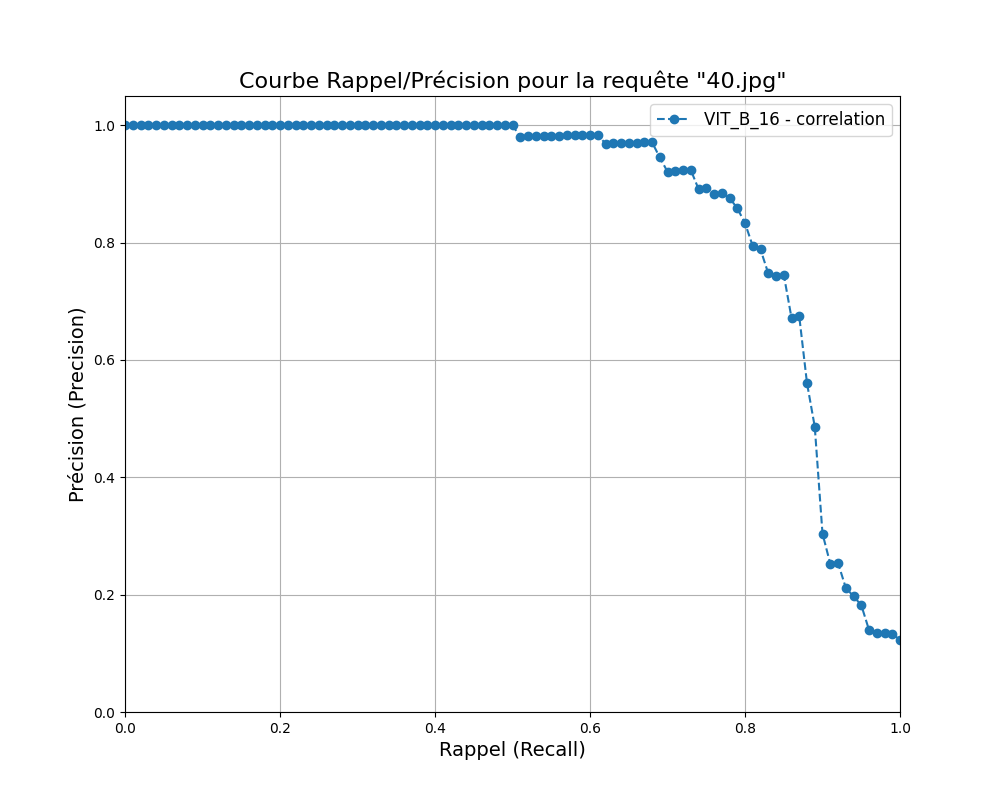 Courbe Rappel/Précision pour la requête "40.jpg"
VIT_B_16 - correlation
Précision (Precision)
1.0
0.8
0.6
0.4
0.2
0.0
0.0 0.2 0.4 0.6 0.8 1.0
Rappel (Recall)